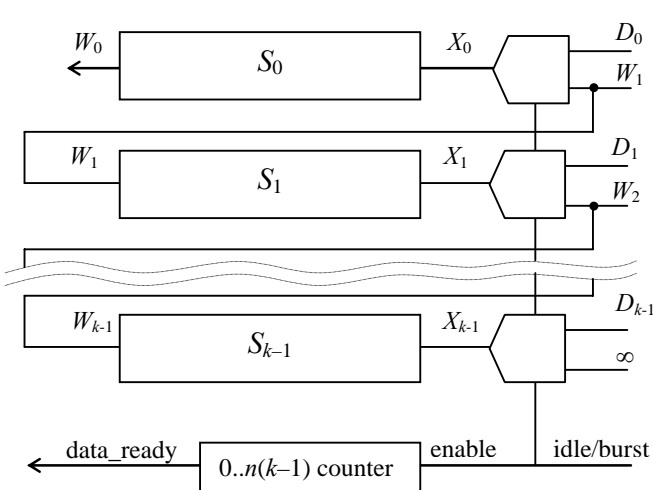 W₀ S₀ X₀ D₀
W₁
W₁ S₁ X₁ D₁
W₂
Wₖ₋₁ Sₖ₋₁ Xₖ₋₁ Dₖ₋₁
∞
data_ready 0..n(k–1) counter enable idle/burst